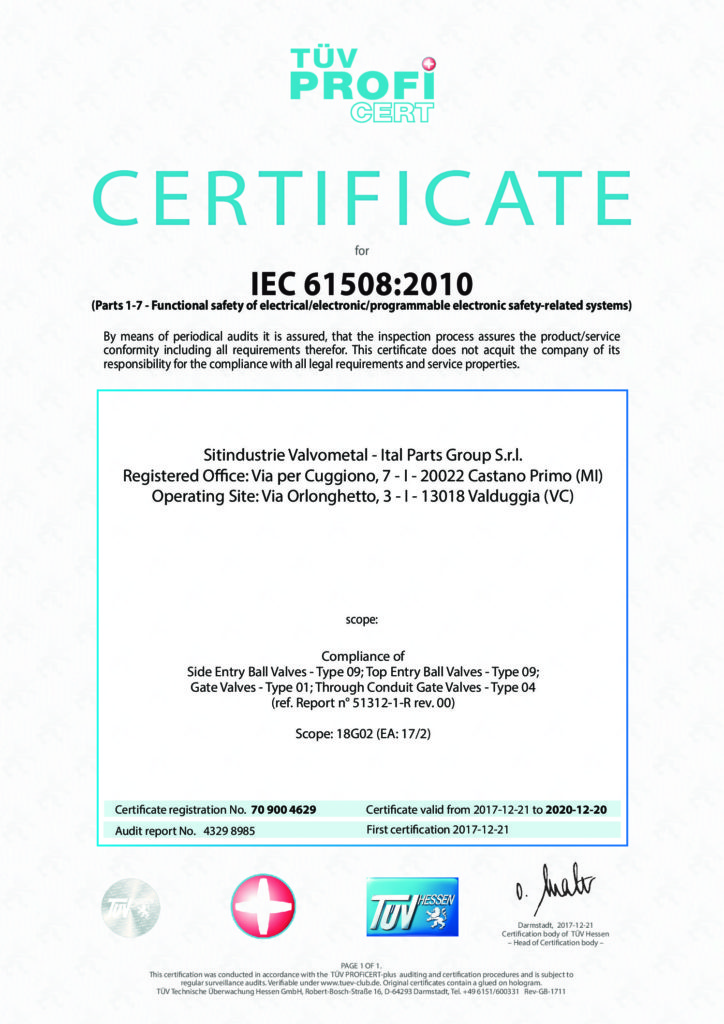 TÜV
PROFI
CERT
CERTIFICATE
for
IEC 61508:2010
(Parts 1-7 - Functional safety of electrical/electronic/programmable electronic safety-related systems)
By means of periodical audits it is assured, that the inspection process assures the product/service
conformity including all requirements therefor. This certificate does not acquit the company of its
responsibility for the compliance with all legal requirements and service properties.
Sitindustrie Valvometal - Ital Parts Group S.r.l.
Registered Office: Via per Cuggiono, 7 - I - 20022 Castano Primo (MI)
Operating Site: Via Orlonghetto, 3 - I - 13018 Valduggia (VC)
scope:
Compliance of
Side Entry Ball Valves - Type 09; Top Entry Ball Valves - Type 09;
Gate Valves - Type 01; Through Conduit Gate Valves - Type 04
(ref. Report n° 51312-1-R rev. 00)
Scope: 18G02 (EA: 17/2)
Certificate registration No. 70 900 4629
Certificate valid from 2017-12-21 to 2020-12-20
Audit report No. 4329 8985
First certification 2017-12-21
TÜV
TÜV HESSEN
Darmstadt, 2017-12-21
Certification body of TÜV Hessen
– Head of Certification body –
PAGE 1 OF 1.
This certification was conducted in accordance with the TÜV PROFICERT-plus auditing and certification procedures and is subject to
regular surveillance audits. Verifiable under www.tuev-club.de. Original certificates contain a glued on hologram.
TÜV Technische Überwachung Hessen GmbH, Robert-Bosch-Straße 16, D-64293 Darmstadt, Tel. +49 6151/600331 Rev-GB-1711